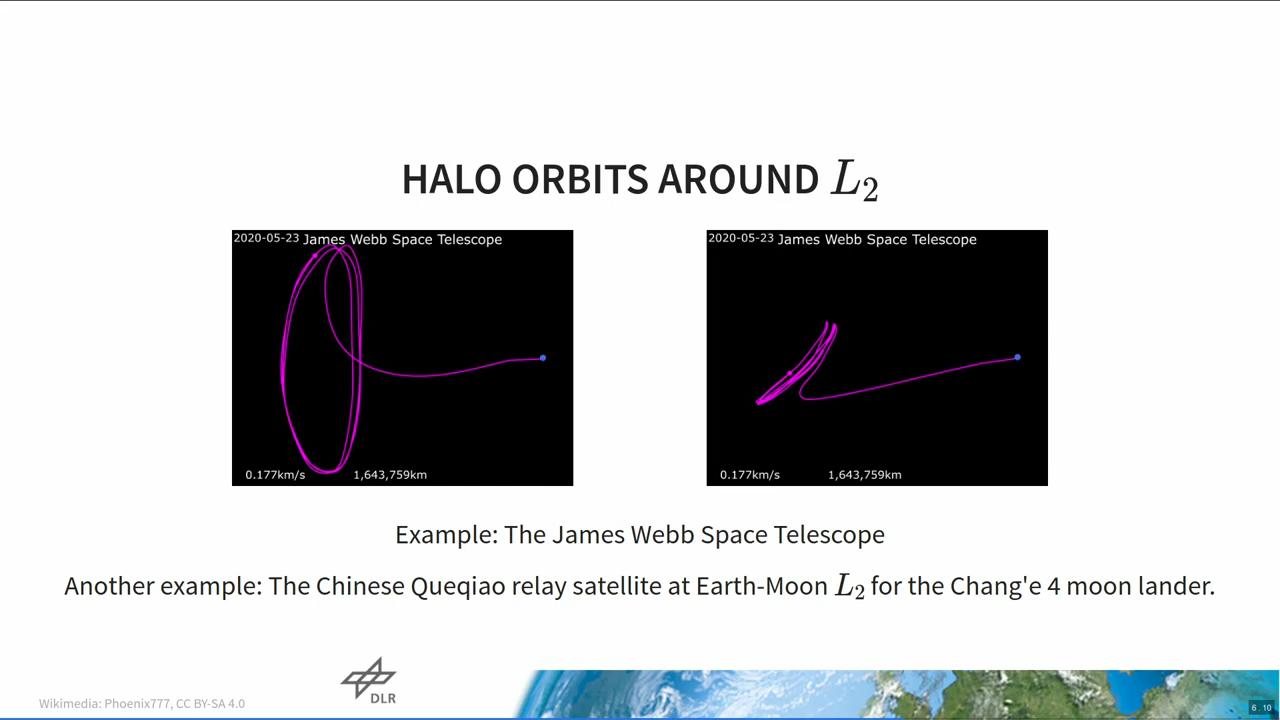 HALO ORBITS AROUND L2
2020-05-23 James Webb Space Telescope
0.177km/s 1,643,759km
2020-05-23 James Webb Space Telescope
0.177km/s 1,643,759km
Example: The James Webb Space Telescope
Another example: The Chinese Queqiao relay satellite at Earth-Moon L2 for the Chang'e 4 moon lander.
DLR
Wikimedia: Phoenix777, CC BY-SA 4.0
6.10